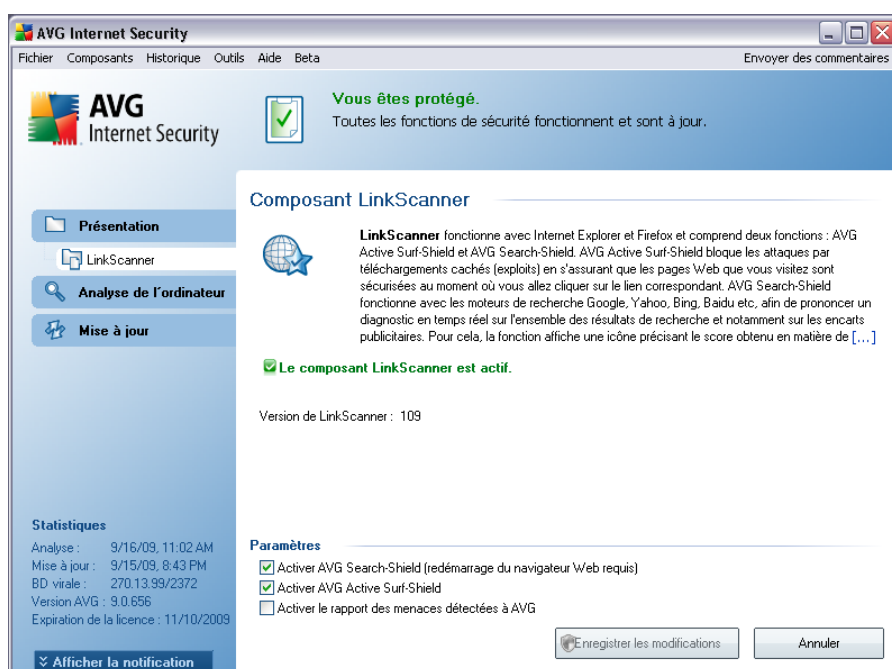 AVG Internet Security
Fichier Composants Historique Outils Aide Beta Envoyer des commentaires
AVG
Internet Security
Vous êtes protégé.
Toutes les fonctions de sécurité fonctionnent et sont à jour.
Présentation
LinkScanner
Analyse de l'ordinateur
Mise à jour
Composant LinkScanner
LinkScanner fonctionne avec Internet Explorer et Firefox et comprend deux fonctions : AVG
Active Surf-Shield et AVG Search-Shield. AVG Active Surf-Shield bloque les attaques par
téléchargements cachés (exploits) en s'assurant que les pages Web que vous visitez sont
sécurisées au moment où vous allez cliquer sur le lien correspondant. AVG Search-Shield
fonctionne avec les moteurs de recherche Google, Yahoo, Bing, Baidu etc, afin de prononcer un
diagnostic en temps réel sur l'ensemble des résultats de recherche et notamment sur les encarts
publicitaires. Pour cela, la fonction affiche une icône précisant le score obtenu en matière de [...]
Le composant LinkScanner est actif.
Version de LinkScanner : 109
Statistiques
Analyse : 9/16/09, 11:02 AM
Mise à jour : 9/15/09, 8:43 PM
BD virale : 270.13.99/2372
Version AVG : 9.0.656
Expiration de la licence : 11/10/2009
Afficher la notification
Paramètres
Activer AVG Search-Shield (redémarrage du navigateur Web requis)
Activer AVG Active Surf-Shield
Activer le rapport des menaces détectées à AVG
Enregistrer les modifications
Annuler